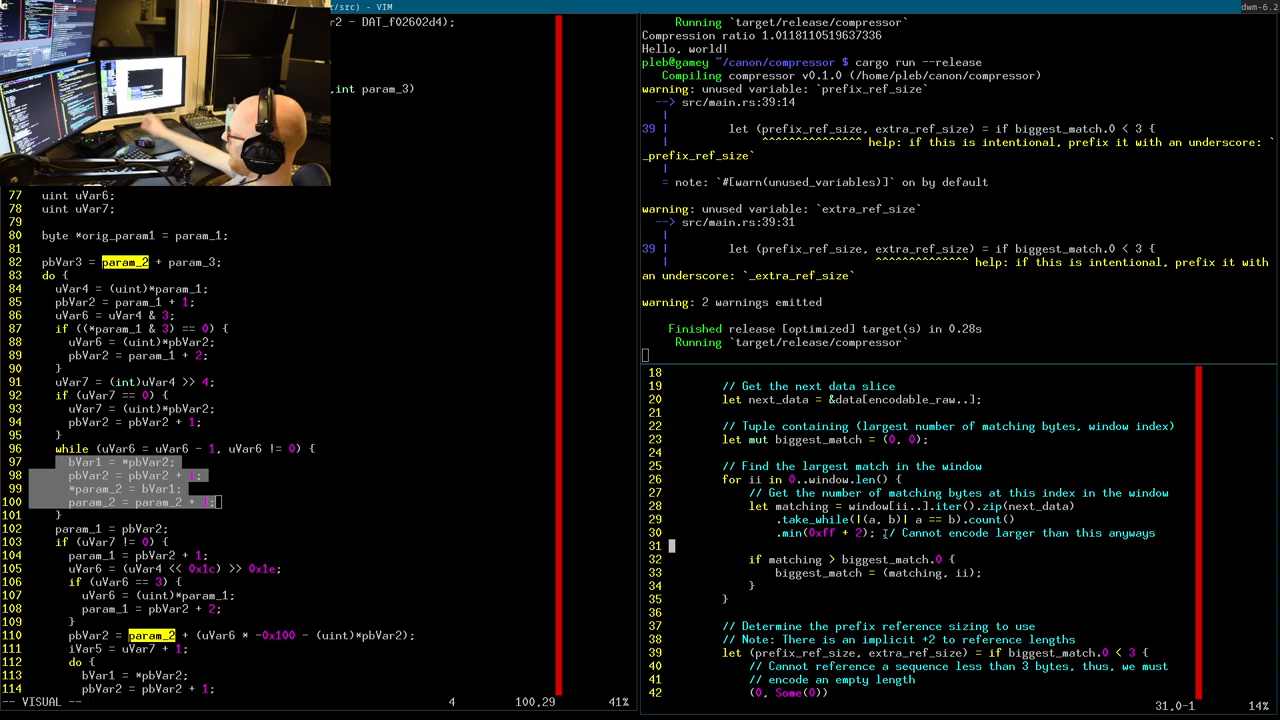 /src) - VIM
dwm-6.2
r2 - DAT_f02602d4);
,int param_3)
77 uint uVar6;
78 uint uVar7;
79
80 byte *orig_param1 = param_1;
81
82 pbVar3 = param_2 + param_3;
83 do {
84 uVar4 = (uint)*param_1;
85 pbVar2 = param_1 + 1;
86 uVar6 = uVar4 & 3;
87 if ((*param_1 & 3) == 0) {
88 uVar6 = (uint)*pbVar2;
89 pbVar2 = param_1 + 2;
90 }
91 uVar7 = (int)uVar4 >> 4;
92 if (uVar7 == 0) {
93 uVar7 = (uint)*pbVar2;
94 pbVar2 = pbVar2 + 1;
95 }
96 while (uVar6 = uVar6 - 1, uVar6 != 0) {
97 bVar1 = *pbVar2;
98 pbVar2 = pbVar2 + 1;
99 *param_2 = bVar1;
100 param_2 = param_2 + 1;
101 }
102 param_1 = pbVar2;
103 if (uVar7 != 0) {
104 param_1 = pbVar2 + 1;
105 uVar6 = (uVar4 << 0x1c) >> 0x1e;
106 if (uVar6 == 3) {
107 uVar6 = (uint)*param_1;
108 param_1 = pbVar2 + 2;
109 }
110 pbVar2 = param_2 + (uVar6 * -0x100 - (uint)*pbVar2);
111 iVar5 = uVar7 + 1;
112 do {
113 bVar1 = *pbVar2;
114 pbVar2 = pbVar2 + 1;
-- VISUAL -- 4 100,29 41%
Running `target/release/compressor`
Compression ratio 1.0118110519637336
Hello, world!
pleb@gamey ~/canon/compressor $ cargo run --release
Compiling compressor v0.1.0 (/home/pleb/canon/compressor)
warning: unused variable: `prefix_ref_size`
--> src/main.rs:39:14
|
39 | let (prefix_ref_size, extra_ref_size) = if biggest_match.0 < 3 {
| ^^^^^^^^^^^^^^^ help: if this is intentional, prefix it with an underscore: `
_prefix_ref_size`
|
= note: `#[warn(unused_variables)]` on by default
warning: unused variable: `extra_ref_size`
--> src/main.rs:39:31
|
39 | let (prefix_ref_size, extra_ref_size) = if biggest_match.0 < 3 {
| ^^^^^^^^^^^^^^ help: if this is intentional, prefix it with
an underscore: `_extra_ref_size`
warning: 2 warnings emitted
Finished release [optimized] target(s) in 0.28s
Running `target/release/compressor`
18
19 // Get the next data slice
20 let next_data = &data[encodable_raw..];
21
22 // Tuple containing (largest number of matching bytes, window index)
23 let mut biggest_match = (0, 0);
24
25 // Find the largest match in the window
26 for ii in 0..window.len() {
27 // Get the number of matching bytes at this index in the window
28 let matching = window[ii..].iter().zip(next_data)
29 .take_while(|(a, b)| a == b).count()
30 .min(0xff + 2); // Cannot encode larger than this anyways
31
32 if matching > biggest_match.0 {
33 biggest_match = (matching, ii);
34 }
35 }
36
37 // Determine the prefix reference sizing to use
38 // Note: There is an implicit +2 to reference lengths
39 let (prefix_ref_size, extra_ref_size) = if biggest_match.0 < 3 {
40 // Cannot reference a sequence less than 3 bytes, thus, we must
41 // encode an empty length
42 (0, Some(0))
31,0-1 14%